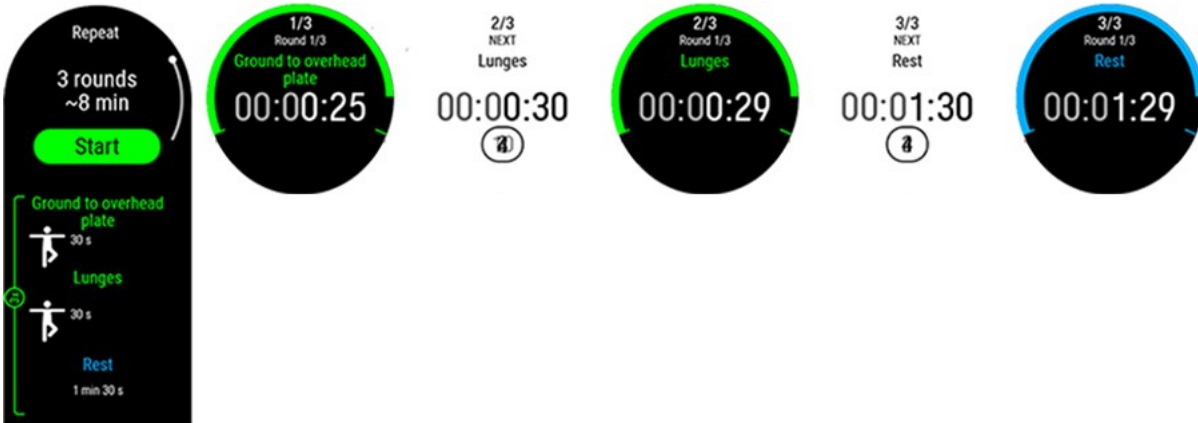 Repeat
3 rounds
~8 min
Start
Ground to overhead
plate
30 s
Lunges
30 s
Rest
1 min 30 s
1/3
Round 1/3
Ground to overhead
plate
00:00:25
2/3
NEXT
Lunges
00:00:30
2/3
Round 1/3
Lunges
00:00:29
3/3
NEXT
Rest
00:01:30
3/3
Round 1/3
Rest
00:01:29